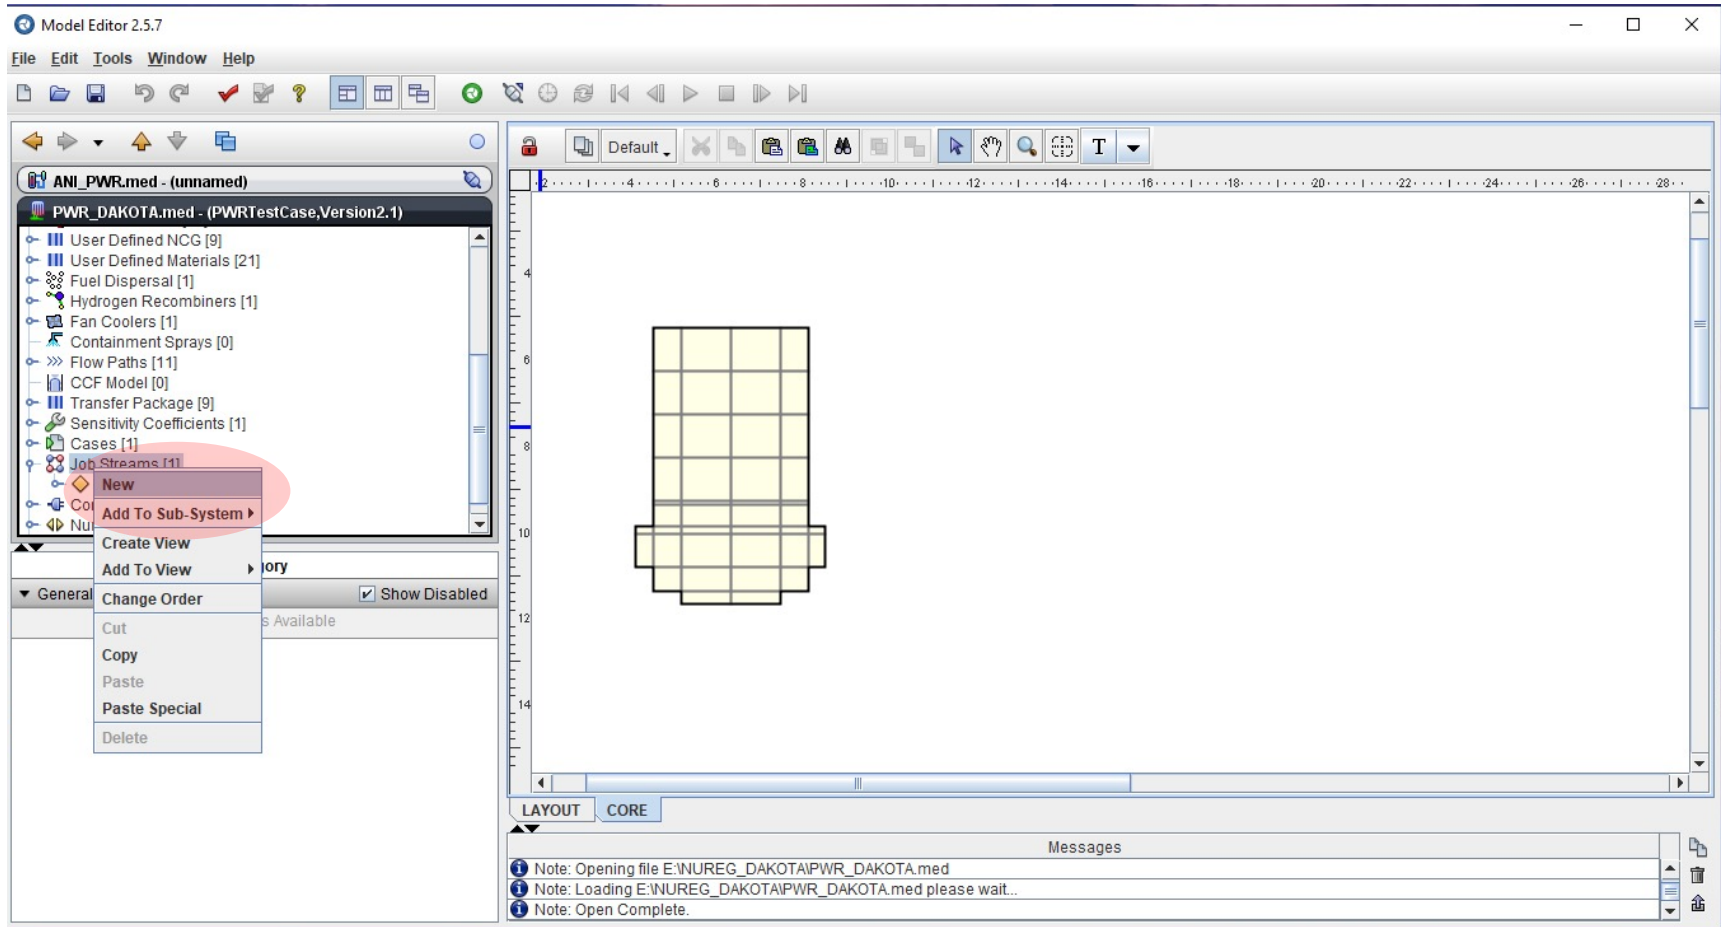 Model Editor 2.5.7
File Edit Tools Window Help
Default
ANI_PWR.med - (unnamed)
PWR_DAKOTA.med - (PWRTestCase,Version2.1)
User Defined NCG [9]
User Defined Materials [21]
Fuel Dispersal [1]
Hydrogen Recombiners [1]
Fan Coolers [1]
Containment Sprays [0]
Flow Paths [11]
CCF Model [0]
Transfer Package [9]
Sensitivity Coefficients [1]
Cases [1]
Job Streams [1]
New
Add To Sub-System
Create View
Add To View
Change Order
Cut
Copy
Paste
Paste Special
Delete
General
Show Disabled
Available
T
2 4 6 8 10 12 14 16 18 20 22 24 26 28
4
6
8
10
12
14
LAYOUT CORE
Messages
Note: Opening file E:\NUREG_DAKOTA\PWR_DAKOTA.med
Note: Loading E:\NUREG_DAKOTA\PWR_DAKOTA.med please wait...
Note: Open Complete.